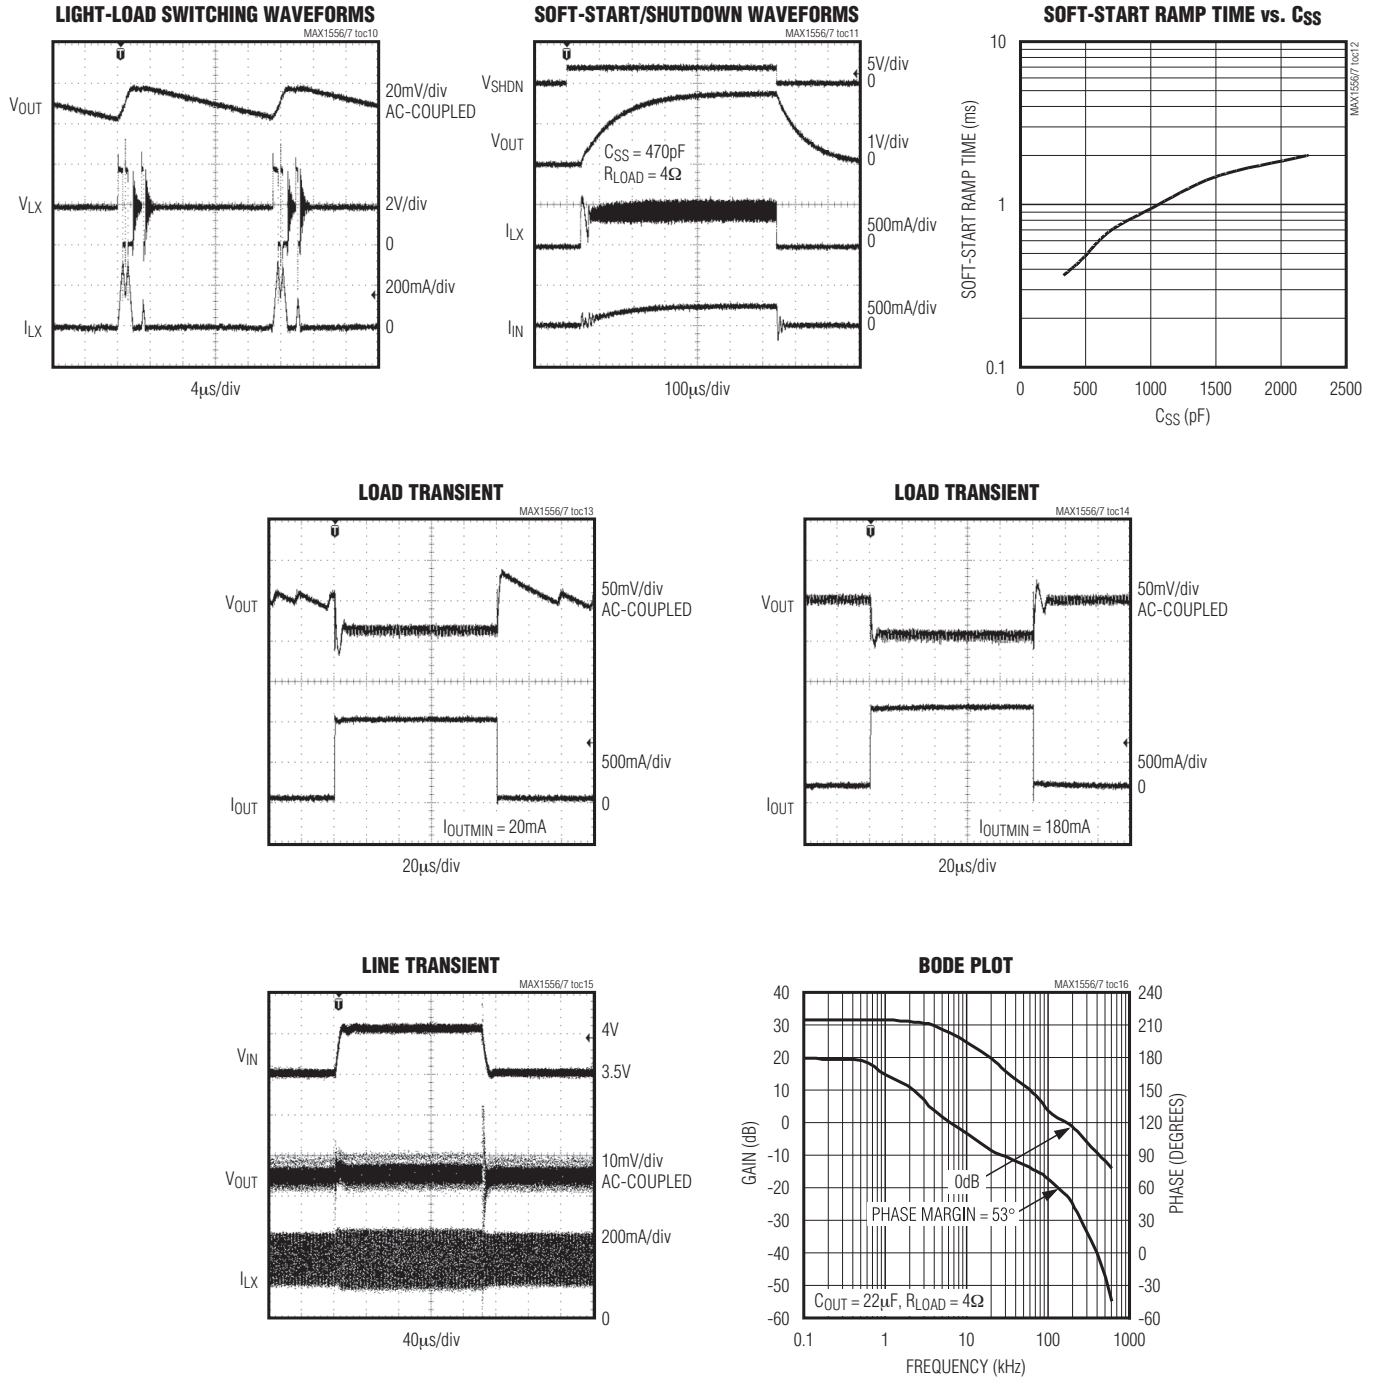 LIGHT-LOAD SWITCHING WAVEFORMS
MAX1556/7 toc10
T
VOUT
20mV/div
AC-COUPLED
VLX
2V/div
0
200mA/div
ILX
0
4µs/div
SOFT-START/SHUTDOWN WAVEFORMS
MAX1556/7 toc11
T
VSHDN
5V/div
0
VOUT
1V/div
0
CSS = 470pF
RLOAD = 4Ω
ILX
500mA/div
0
IIN
500mA/div
0
100µs/div
SOFT-START RAMP TIME vs. CSS
MAX1556/7 toc12
SOFT-START RAMP TIME (ms)
10
1
0.1
0 500 1000 1500 2000 2500
CSS (pF)
LOAD TRANSIENT
MAX1556/7 toc13
T
VOUT
50mV/div
AC-COUPLED
500mA/div
IOUT
0
IOUTMIN = 20mA
20µs/div
LOAD TRANSIENT
MAX1556/7 toc14
T
VOUT
50mV/div
AC-COUPLED
500mA/div
IOUT
0
IOUTMIN = 180mA
20µs/div
LINE TRANSIENT
MAX1556/7 toc15
T
VIN
4V
3.5V
VOUT
10mV/div
AC-COUPLED
200mA/div
ILX
0
40µs/div
BODE PLOT
MAX1556/7 toc16
GAIN (dB)
40
30
20
10
0
-10
-20
-30
-40
-50
-60
PHASE (DEGREES)
240
210
180
150
120
90
60
30
0
-30
-60
0dB
PHASE MARGIN = 53°
COUT = 22µF, RLOAD = 4Ω
0.1 1 10 100 1000
FREQUENCY (kHz)